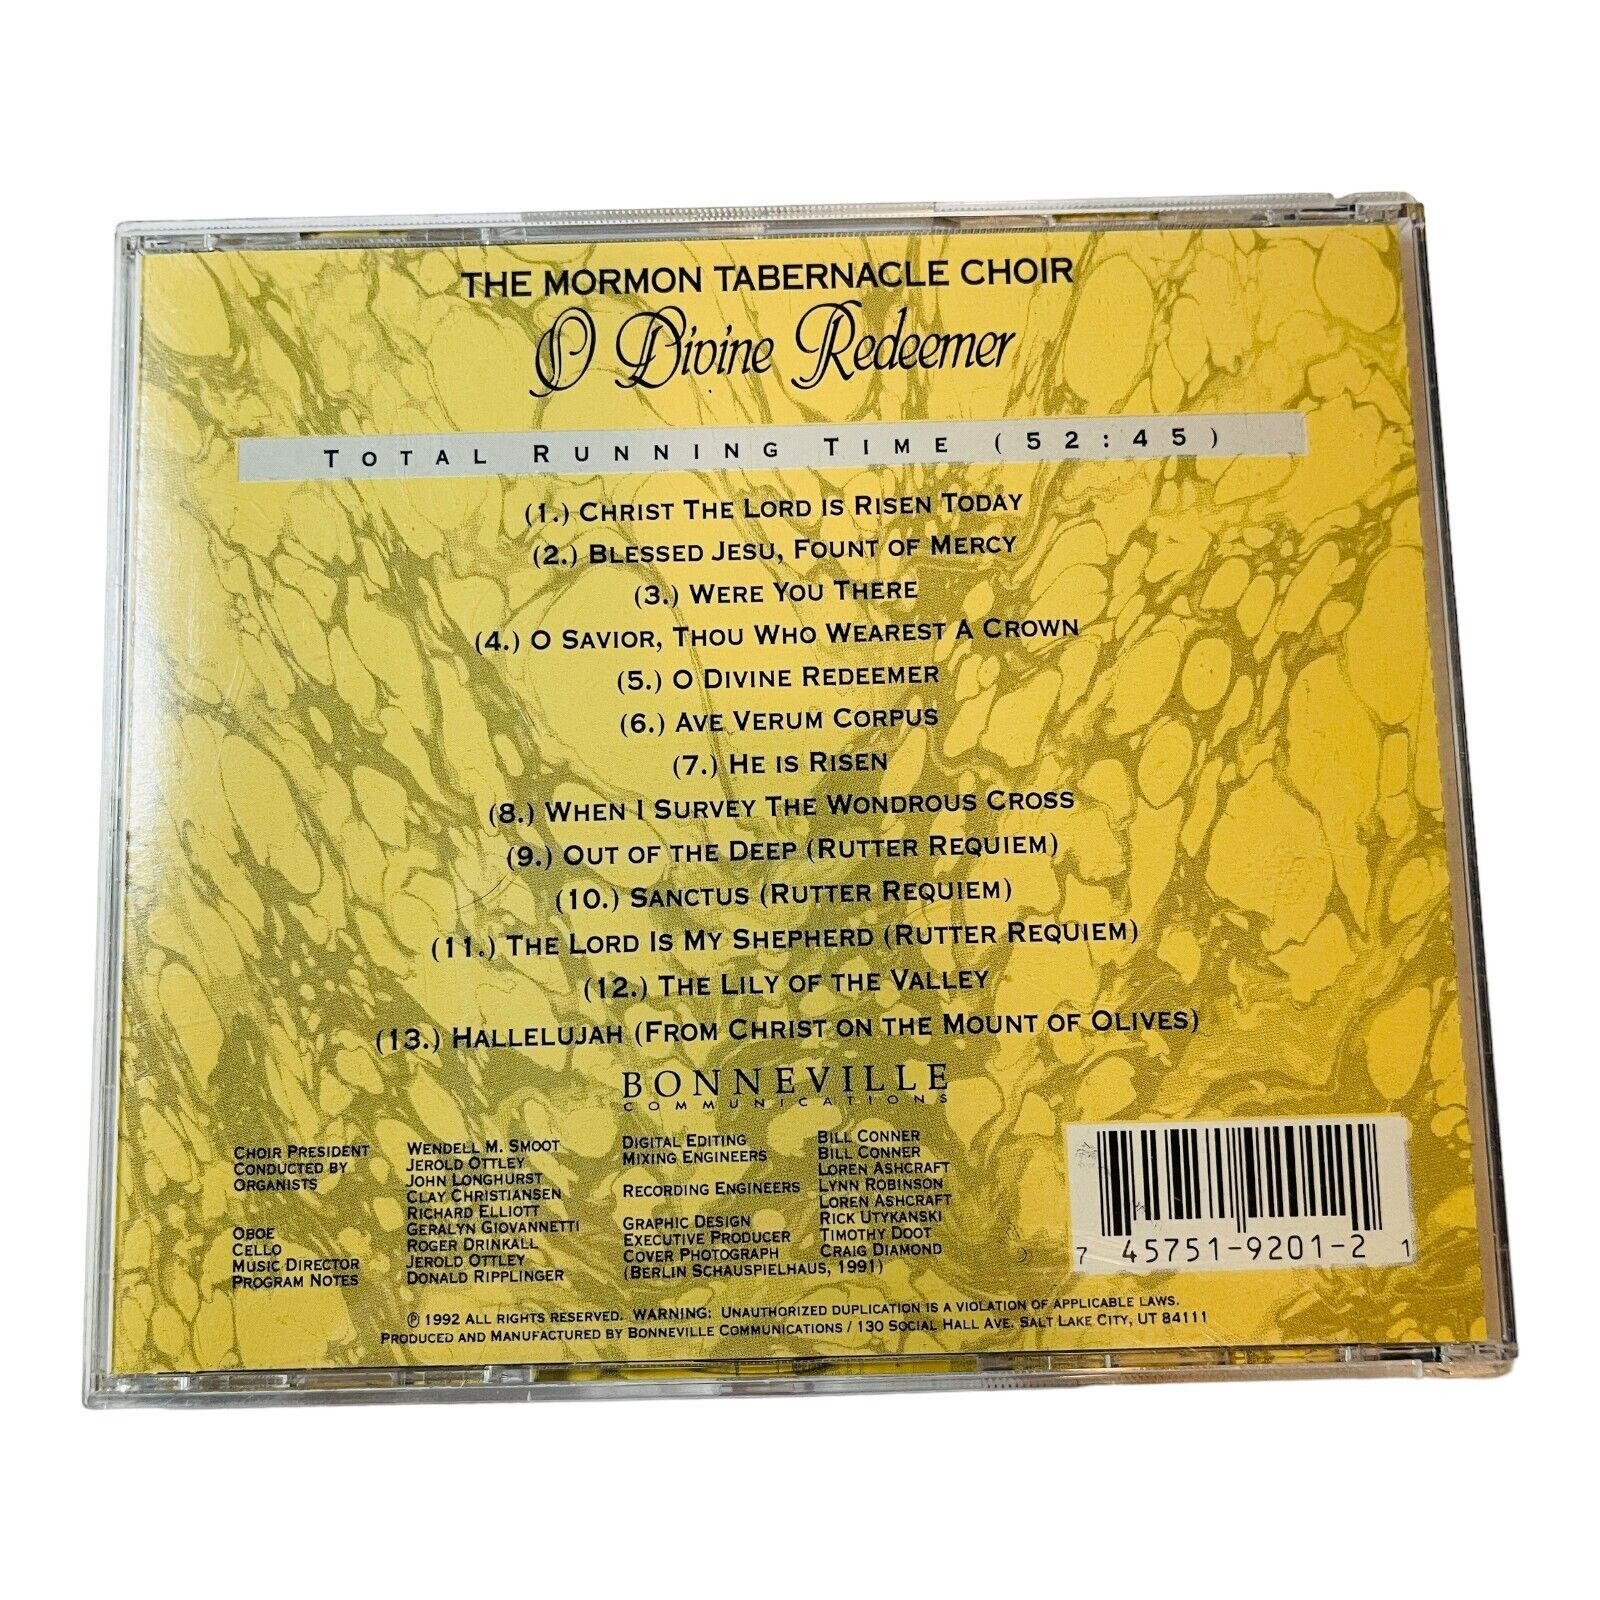 THE MORMON TABERNACLE CHOIR
O Divine Redeemer
TOTAL RUNNING TIME (52:45)
(1.) CHRIST THE LORD IS RISEN TODAY
(2.) BLESSED JESU, FOUNT OF MERCY
(3.) WERE YOU THERE
(4.) O SAVIOR, THOU WHO WEAREST A CROWN
(5.) O DIVINE REDEEMER
(6.) AVE VERUM CORPUS
(7.) HE IS RISEN
(8.) WHEN I SURVEY THE WONDROUS CROSS
(9.) OUT OF THE DEEP (RUTTER REQUIEM)
(10.) SANCTUS (RUTTER REQUIEM)
(11.) THE LORD IS MY SHEPHERD (RUTTER REQUIEM)
(12.) THE LILY OF THE VALLEY
(13.) HALLELUJAH (FROM CHRIST ON THE MOUNT OF OLIVES)
BONNEVILLE
COMMUNICATIONS
CHOIR PRESIDENT WENDELL M. SMOOT
CONDUCTED BY JEROLD OTTLEY
ORGANISTS JOHN LONGHURST
CLAY CHRISTIANSEN
RICHARD ELLIOTT
OBOE GERALYN GIOVANNETTI
CELLO ROGER DRINKALL
MUSIC DIRECTOR JEROLD OTTLEY
PROGRAM NOTES DONALD RIPPLINGER
DIGITAL EDITING BILL CONNER
MIXING ENGINEERS BILL CONNER
LOREN ASHCRAFT
RECORDING ENGINEERS LYNN ROBINSON
LOREN ASHCRAFT
GRAPHIC DESIGN RICK UTYKANSKI
EXECUTIVE PRODUCER TIMOTHY DOOT
COVER PHOTOGRAPH CRAIG DIAMOND
(BERLIN SCHAUSPIELHAUS, 1991)
7 45751-9201-2 1
℗ 1992 ALL RIGHTS RESERVED. WARNING: UNAUTHORIZED DUPLICATION IS A VIOLATION OF APPLICABLE LAWS.
PRODUCED AND MANUFACTURED BY BONNEVILLE COMMUNICATIONS / 130 SOCIAL HALL AVE. SALT LAKE CITY, UT 84111